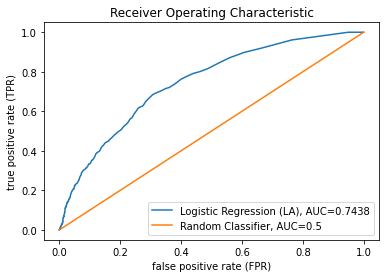 Receiver Operating Characteristic
true positive rate (TPR)
1.0
0.8
0.6
0.4
0.2
0.0
Logistic Regression (LA), AUC=0.7438
Random Classifier, AUC=0.5
0.0 0.2 0.4 0.6 0.8 1.0
false positive rate (FPR)